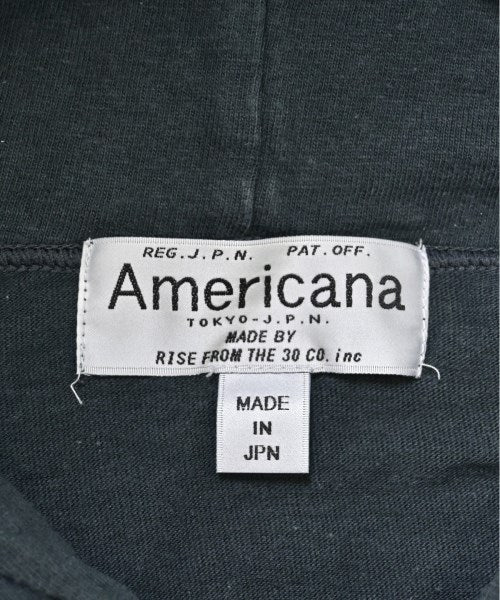 REG.J.P.N. PAT.OFF.
Americana
TOKYO-J.P.N.
MADE BY
RISE FROM THE 30 CO. inc
MADE
IN
JPN